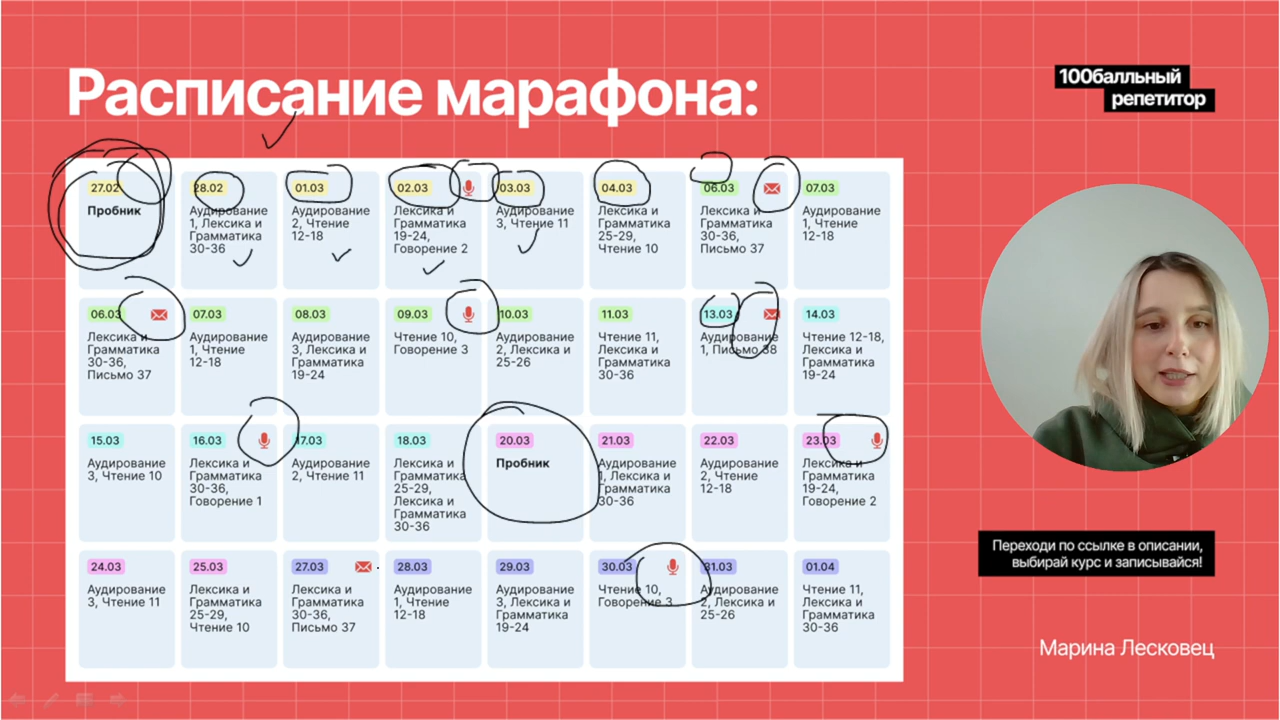 Расписание марафона:
100балльный
репетитор
27.02
Пробник
28.02
Аудирование
1, Лексика и
Грамматика
30-36
01.03
Аудирование
2, Чтение
12-18
02.03
Лексика и
Грамматика
19-24,
Говорение 2
03.03
Аудирование
3, Чтение 11
04.03
Лексика и
Грамматика
25-29,
Чтение 10
06.03
Лексика и
Грамматика
30-36,
Письмо 37
07.03
Аудирование
1, Чтение
12-18
06.03
Лексика и
Грамматика
30-36,
Письмо 37
07.03
Аудирование
1, Чтение
12-18
08.03
Аудирование
3, Лексика и
Грамматика
19-24
09.03
Чтение 10,
Говорение 3
10.03
Аудирование
2, Лексика и
25-26
11.03
Чтение 11,
Лексика и
Грамматика
30-36
13.03
Аудирование
1, Письмо 38
14.03
Чтение 12-18,
Лексика и
Грамматика
19-24
15.03
Аудирование
3, Чтение 10
16.03
Лексика и
Грамматика
30-36,
Говорение 1
17.03
Аудирование
2, Чтение 11
18.03
Лексика и
Грамматика
25-29,
Лексика и
Грамматика
30-36
20.03
Пробник
21.03
Аудирование
1, Лексика и
Грамматика
30-36
22.03
Аудирование
2, Чтение
12-18
23.03
Лексика и
Грамматика
19-24,
Говорение 2
24.03
Аудирование
3, Чтение 11
25.03
Лексика и
Грамматика
25-29,
Чтение 10
27.03
Лексика и
Грамматика
30-36,
Письмо 37
28.03
Аудирование
1, Чтение
12-18
29.03
Аудирование
3, Лексика и
Грамматика
19-24
30.03
Чтение 10,
Говорение 3
31.03
Аудирование
2, Лексика и
25-26
01.04
Чтение 11,
Лексика и
Грамматика
30-36
Переходи по ссылке в описании,
выбирай курс и записывайся!
Марина Лесковец